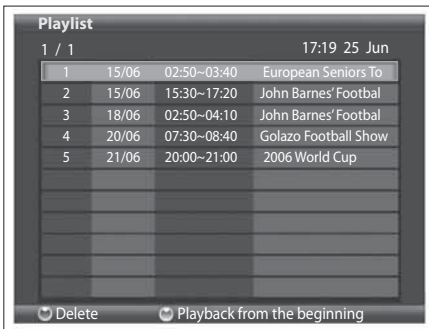 Playlist
1 / 1 17:19 25 Jun
1 15/06 02:50~03:40 European Seniors To
2 15/06 15:30~17:20 John Barnes' Footbal
3 18/06 02:50~04:10 John Barnes' Footbal
4 20/06 07:30~08:40 Golazo Football Show
5 21/06 20:00~21:00 2006 World Cup
Delete Playback from the beginning